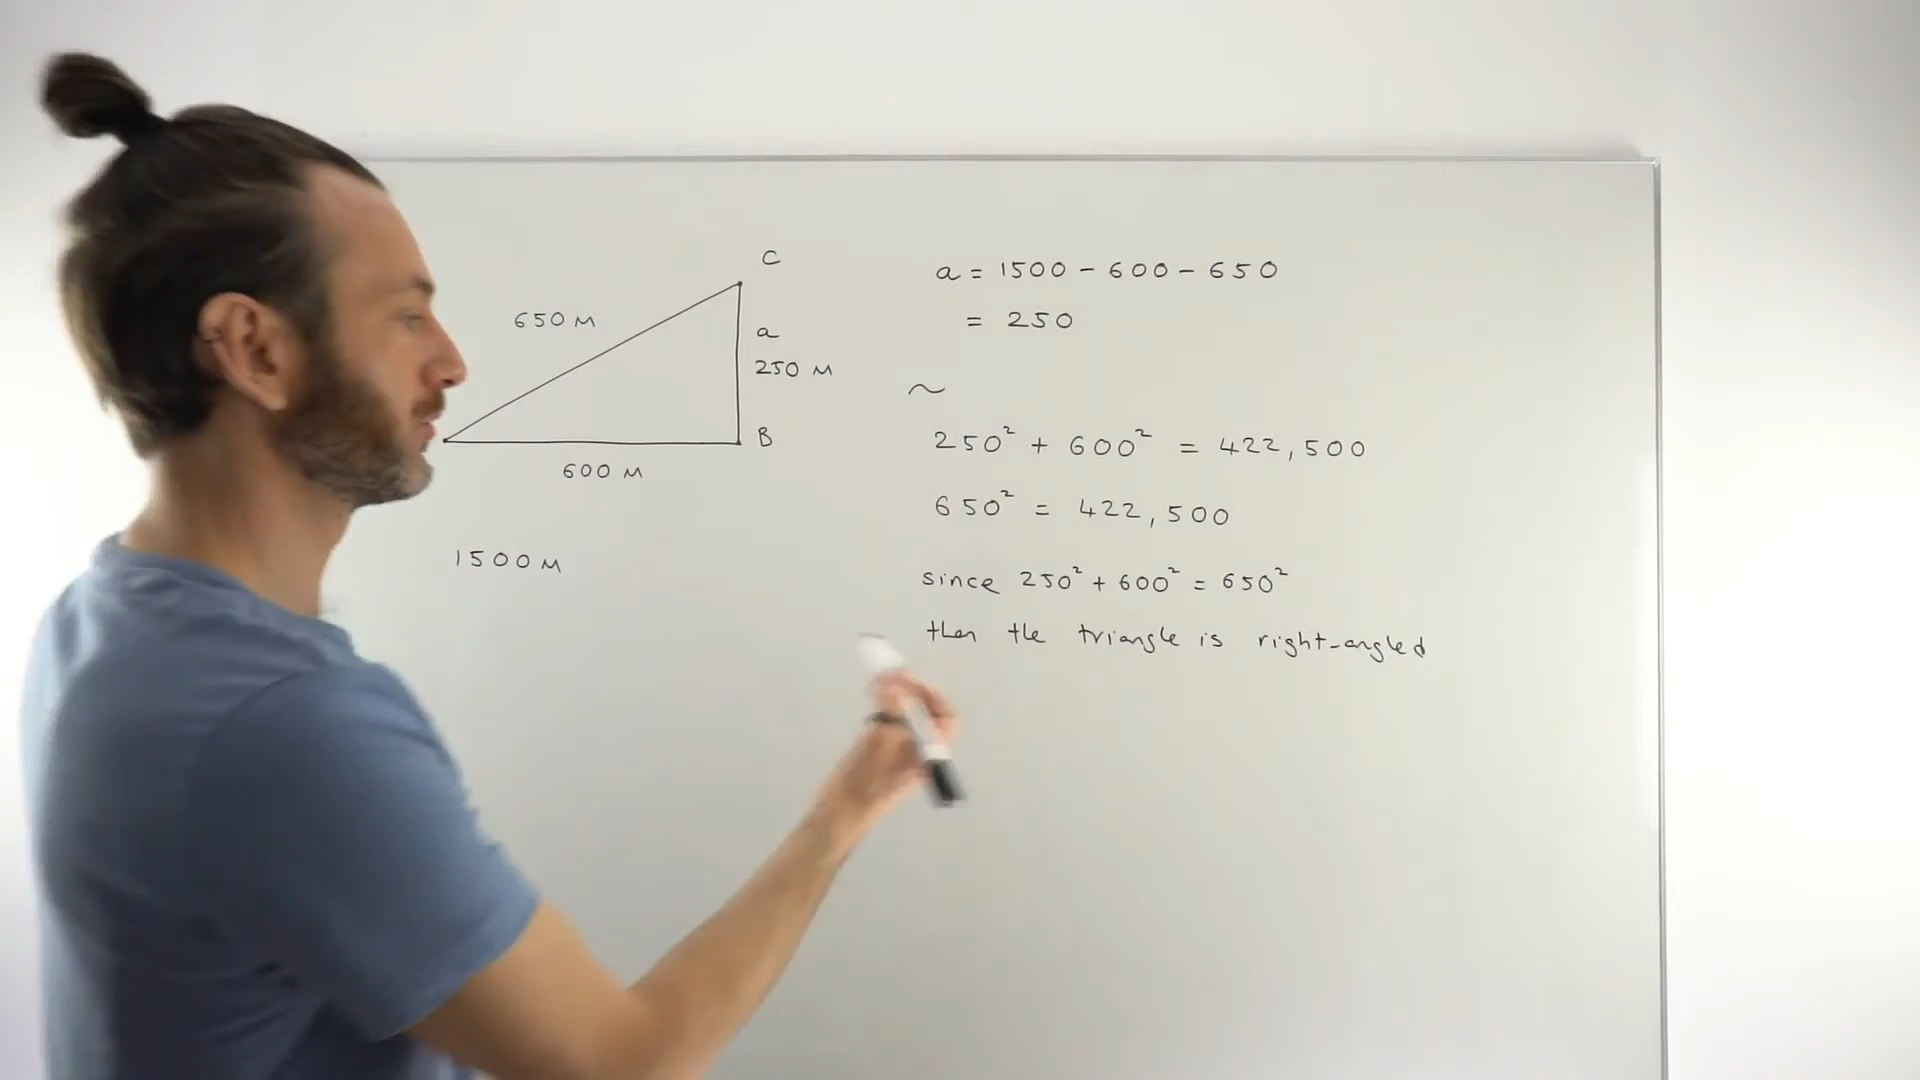 C
650 M
a
250 M
B
600 M
1500 M
a = 1500 - 600 - 650
= 250
~
250² + 600² = 422,500
650² = 422,500
since 250² + 600² = 650²
then the triangle is right-angled